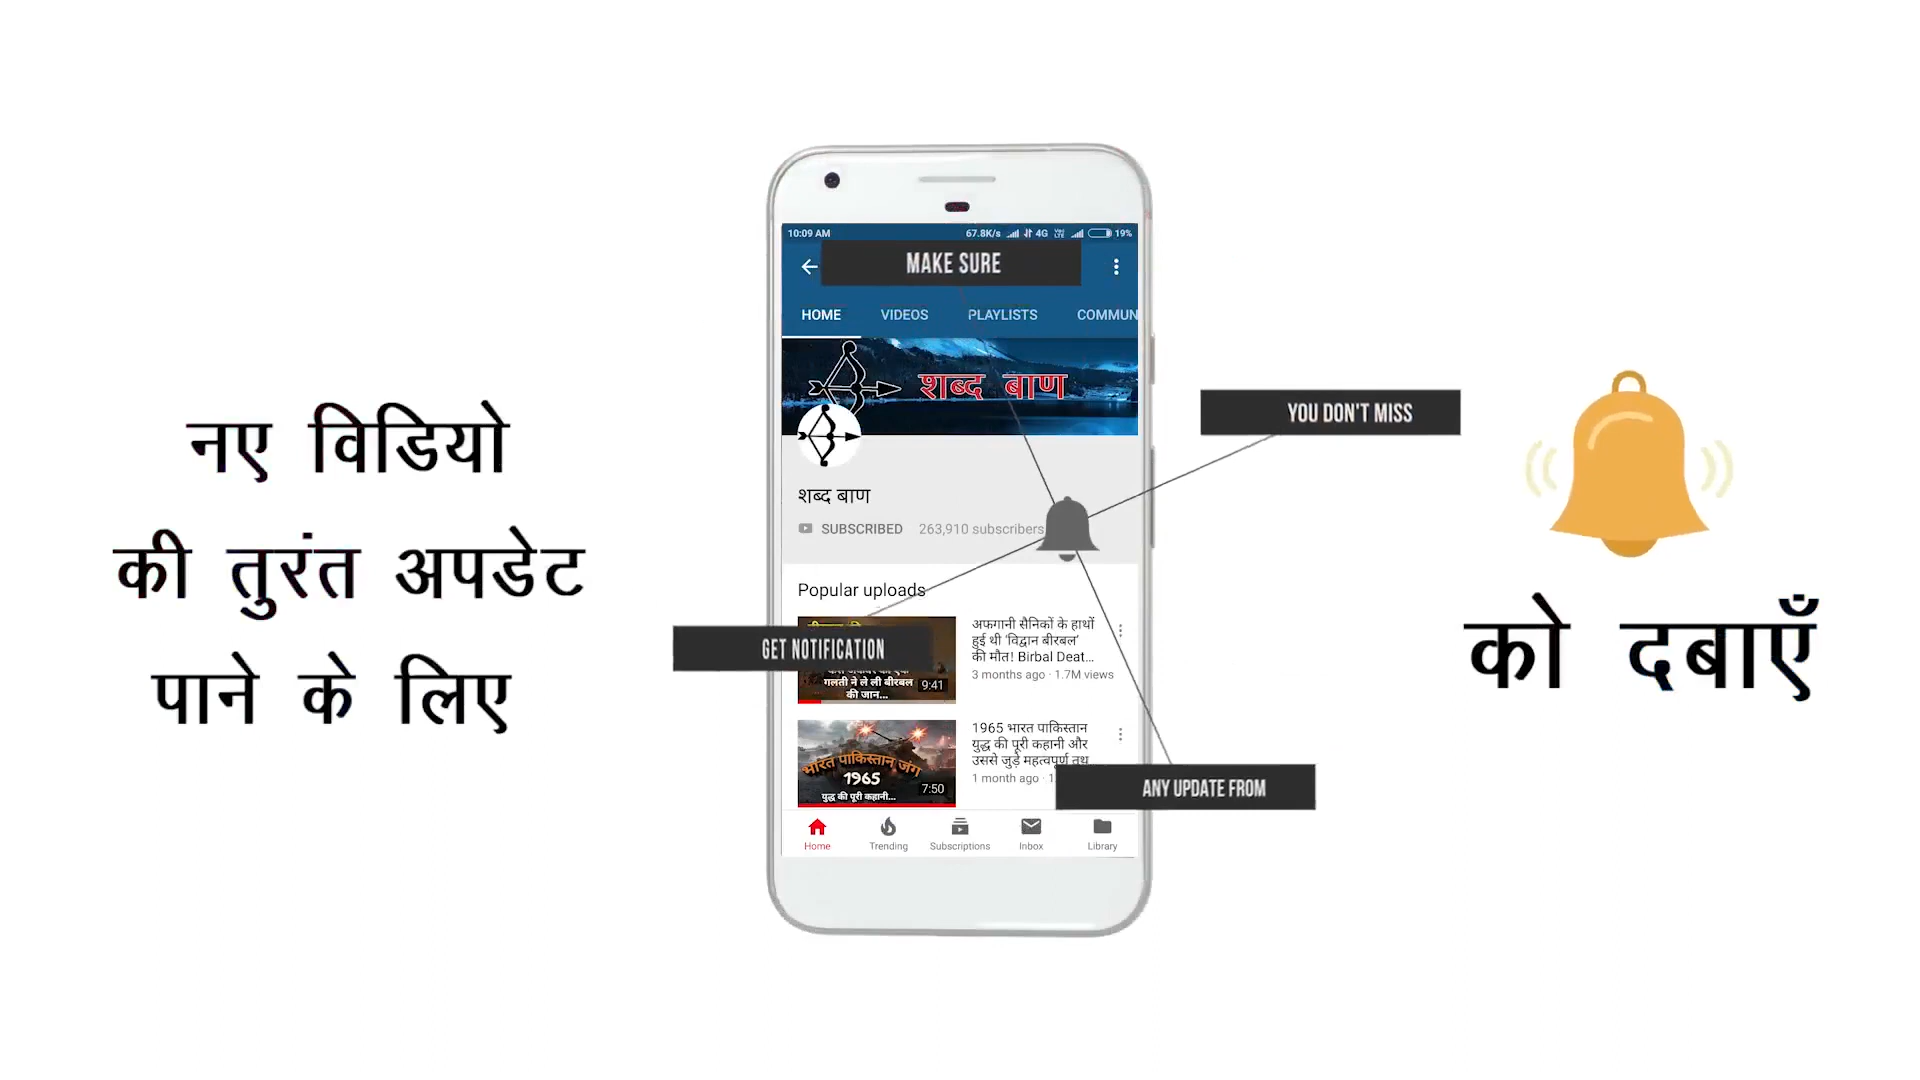 नए विडियो
की तुरंत अपडेट
पाने के लिए
10:09 AM
67.8K/s 4G 19%
MAKE SURE
HOME VIDEOS PLAYLISTS COMMUN
शब्द बाण
शब्द बाण
SUBSCRIBED 263,910 subscribers
Popular uploads
GET NOTIFICATION
गलती ने ले ली बीरबल
की जान...
9:41
अफगानी सैनिकों के हाथों
हुई थी 'विद्वान बीरबल'
की मौत! Birbal Deat...
3 months ago · 1.7M views
भारत पाकिस्तान जंग
1965
युद्ध की पूरी कहानी...
7:50
1965 भारत पाकिस्तान
युद्ध की पूरी कहानी और
उससे जुड़े महत्वपूर्ण तथ
1 month ago · 1
ANY UPDATE FROM
Home Trending Subscriptions Inbox Library
YOU DON'T MISS
को दबाएँ